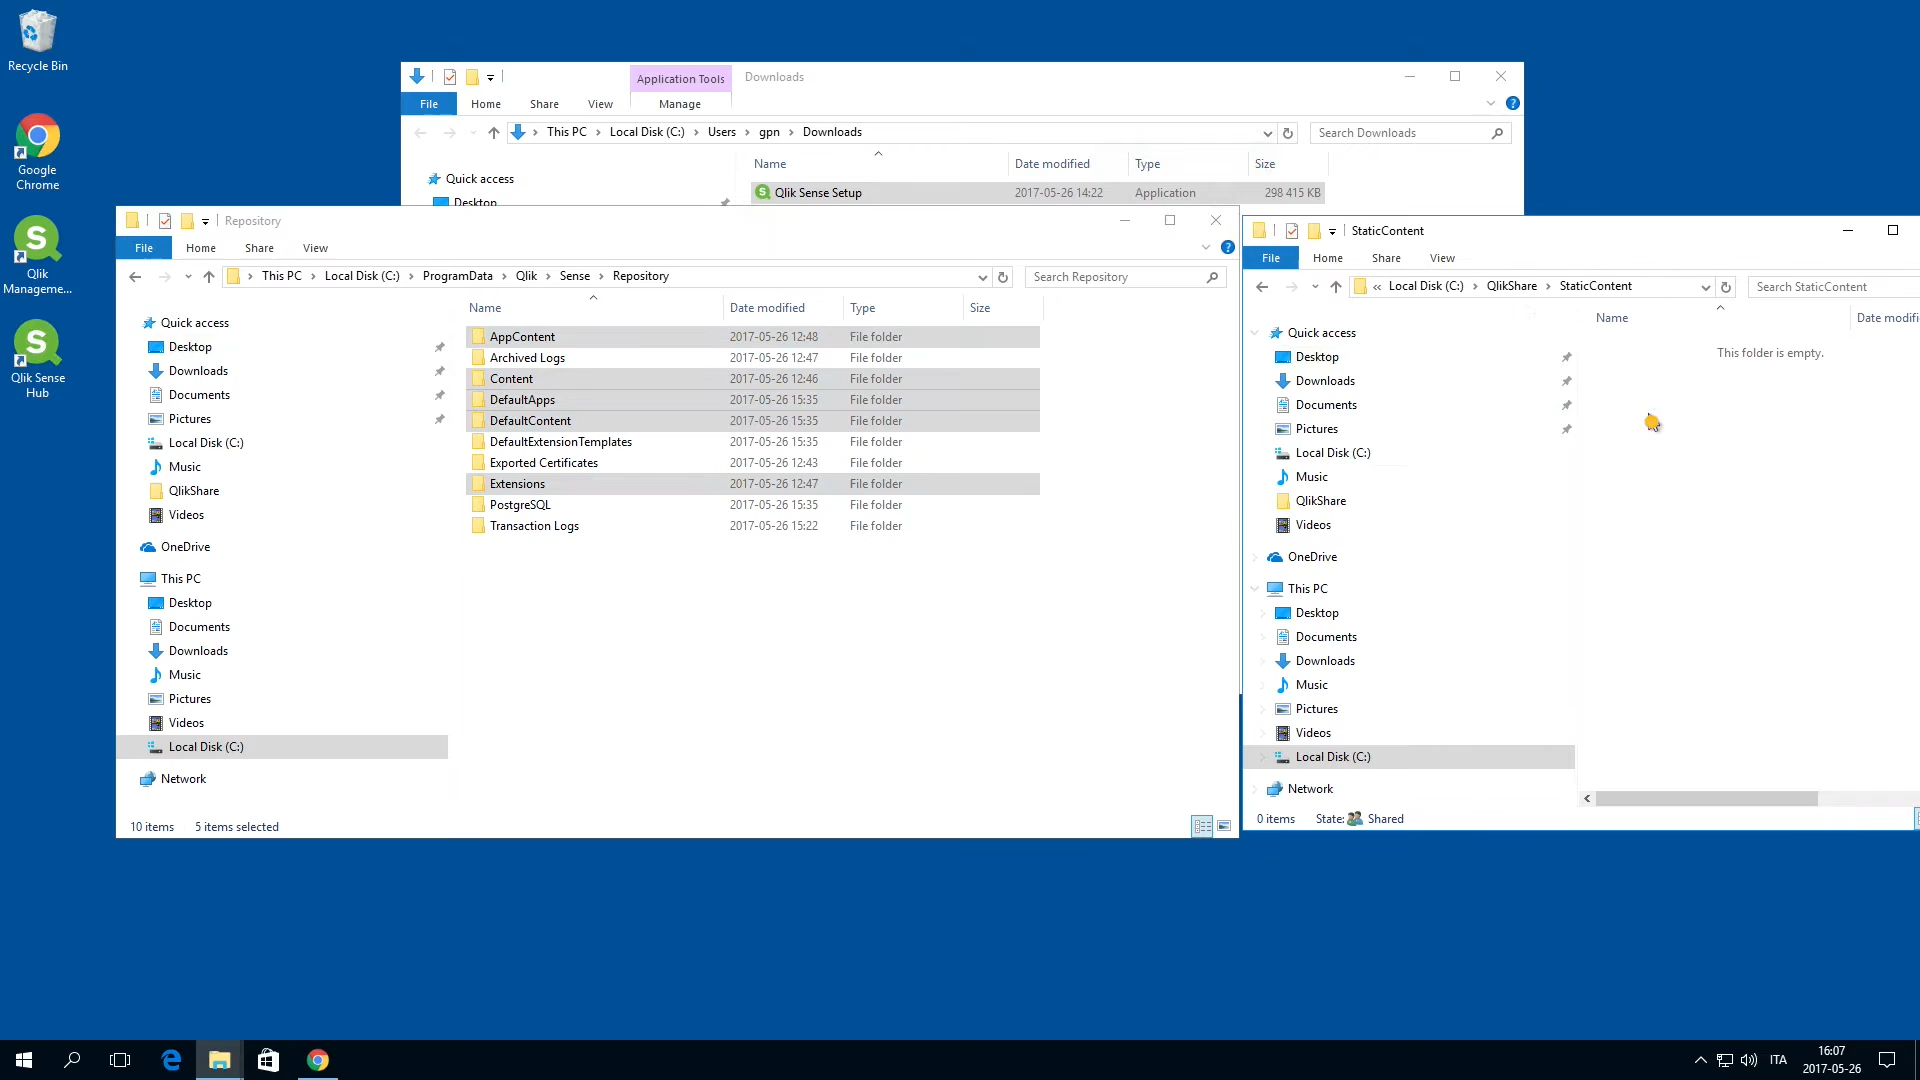 Recycle Bin
Google
Chrome
Qlik
Manageme...
Qlik Sense
Hub
Application Tools
Downloads
File
Home
Share
View
Manage
This PC
Local Disk (C:)
Users
gpn
Downloads
Search Downloads
Name
Date modified
Type
Size
Quick access
Desktop
Qlik Sense Setup
2017-05-26 14:22
Application
298 415 KB
Repository
File
Home
Share
View
This PC
Local Disk (C:)
ProgramData
Qlik
Sense
Repository
Search Repository
Quick access
Desktop
Downloads
Documents
Pictures
Local Disk (C:)
Music
QlikShare
Videos
OneDrive
This PC
Desktop
Documents
Downloads
Music
Pictures
Videos
Local Disk (C:)
Network
Name Date modified Type Size
AppContent 2017-05-26 12:48 File folder
Archived Logs 2017-05-26 12:47 File folder
Content 2017-05-26 12:46 File folder
DefaultApps 2017-05-26 15:35 File folder
DefaultContent 2017-05-26 15:35 File folder
DefaultExtensionTemplates 2017-05-26 15:35 File folder
Exported Certificates 2017-05-26 12:43 File folder
Extensions 2017-05-26 12:47 File folder
PostgreSQL 2017-05-26 15:35 File folder
Transaction Logs 2017-05-26 15:22 File folder
10 items 5 items selected
StaticContent
File
Home
Share
View
« Local Disk (C:)
QlikShare
StaticContent
Search StaticContent
Quick access
Desktop
Downloads
Documents
Pictures
Local Disk (C:)
Music
QlikShare
Videos
OneDrive
This PC
Desktop
Documents
Downloads
Music
Pictures
Videos
Local Disk (C:)
Network
Name
Date modifi
This folder is empty.
0 items State: Shared
ITA
16:07
2017-05-26